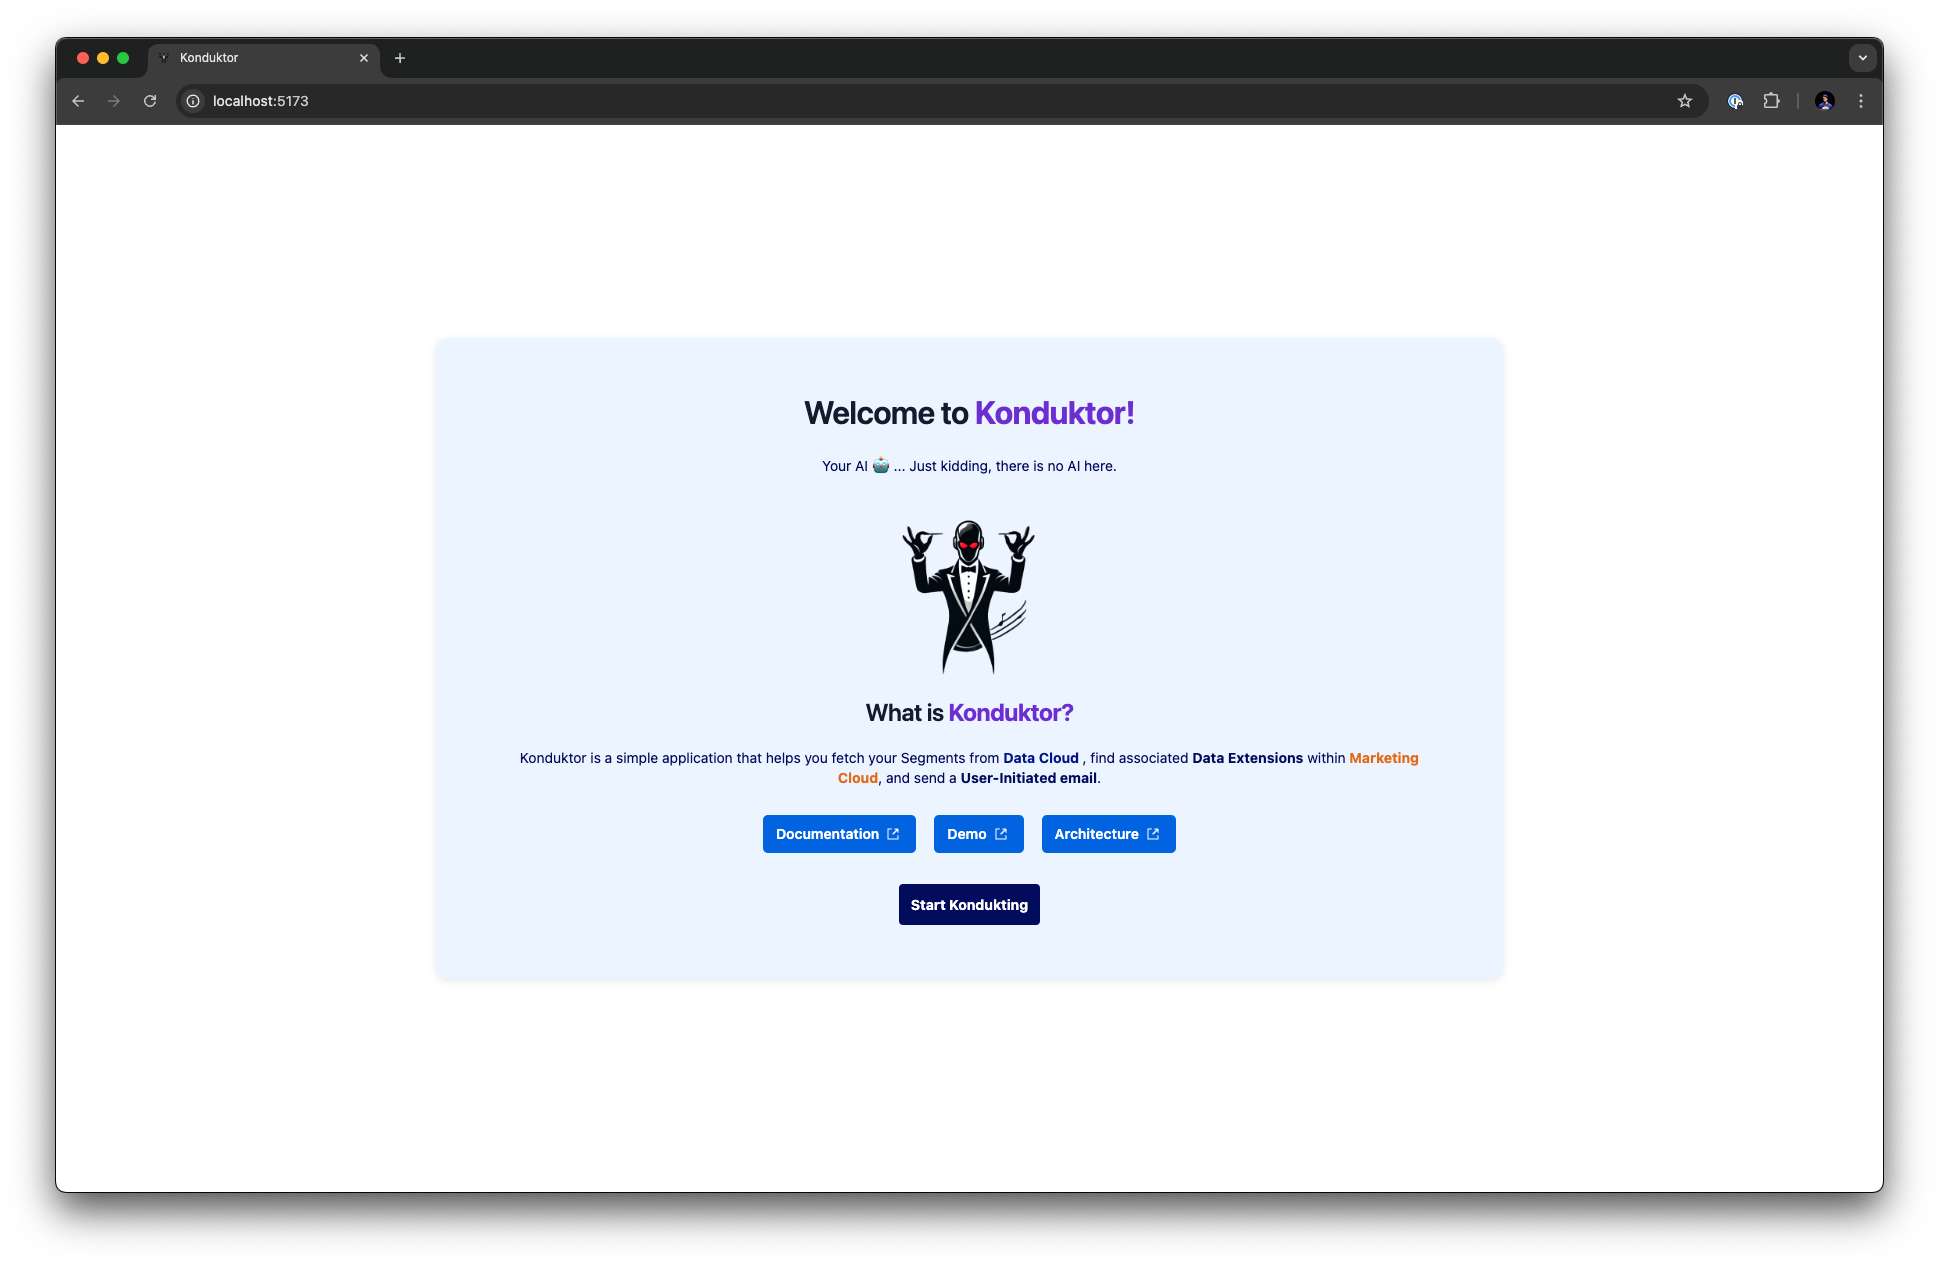 Konduktor
localhost:5173
Welcome to Konduktor!
Your AI 🤖 ... Just kidding, there is no AI here.
What is Konduktor?
Konduktor is a simple application that helps you fetch your Segments from Data Cloud , find associated Data Extensions within Marketing
Cloud, and send a User-Initiated email.
Documentation
Demo
Architecture
Start Kondukting